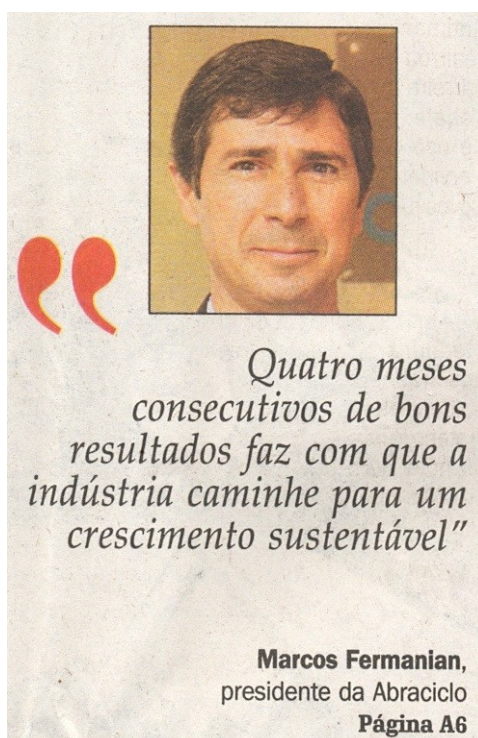 “
Quatro meses
consecutivos de bons
resultados faz com que a
indústria caminhe para um
crescimento sustentável”
Marcos Fermanian,
presidente da Abraciclo
Página A6